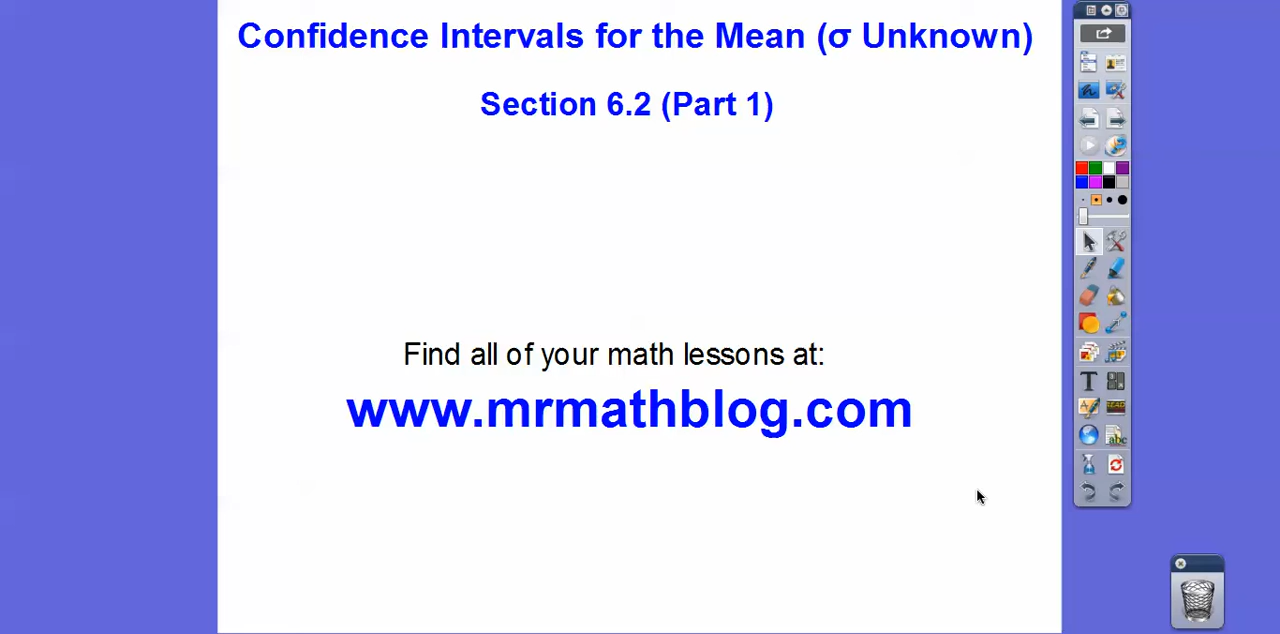 Confidence Intervals for the Mean (σ Unknown)
Section 6.2 (Part 1)
Find all of your math lessons at:
www.mrmathblog.com